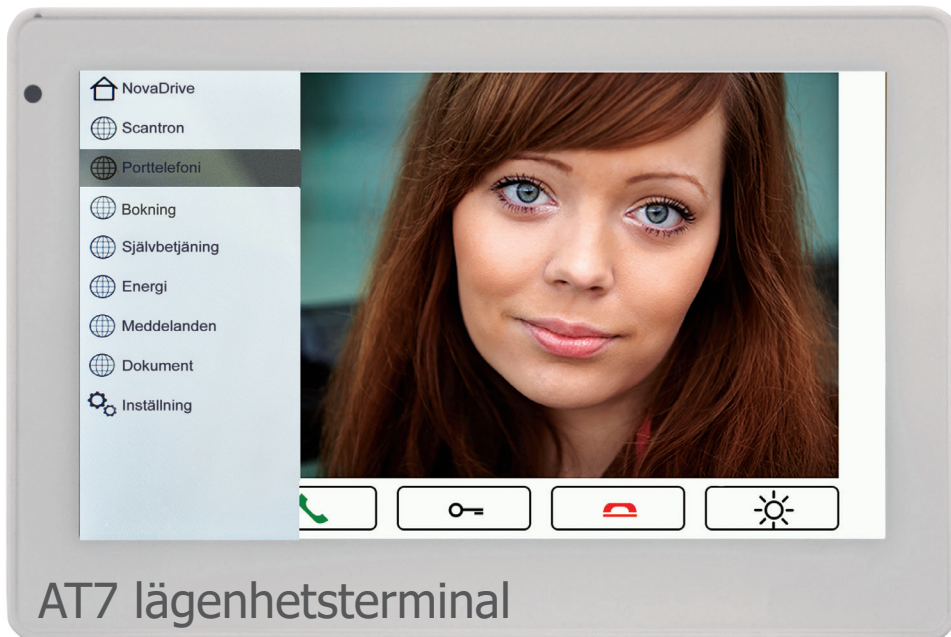 NovaDrive
Scantron
Porttelefoni
Bokning
Självbetjäning
Energi
Meddelanden
Dokument
Inställning
AT7 lägenhetsterminal